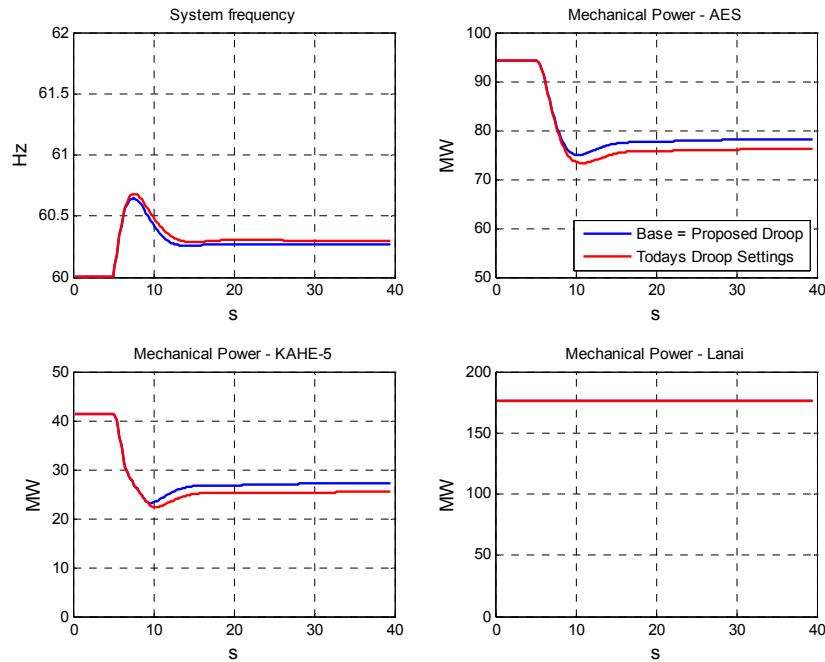 System frequency
62
61.5
61
60.5
60
Hz
0 10 20 30 40
s
Mechanical Power - AES
100
90
80
70
60
50
MW
Base = Proposed Droop
Todays Droop Settings
0 10 20 30 40
s
Mechanical Power - KAHE-5
50
40
30
20
10
0
MW
0 10 20 30 40
s
Mechanical Power - Lanai
200
150
100
50
0
MW
0 10 20 30 40
s